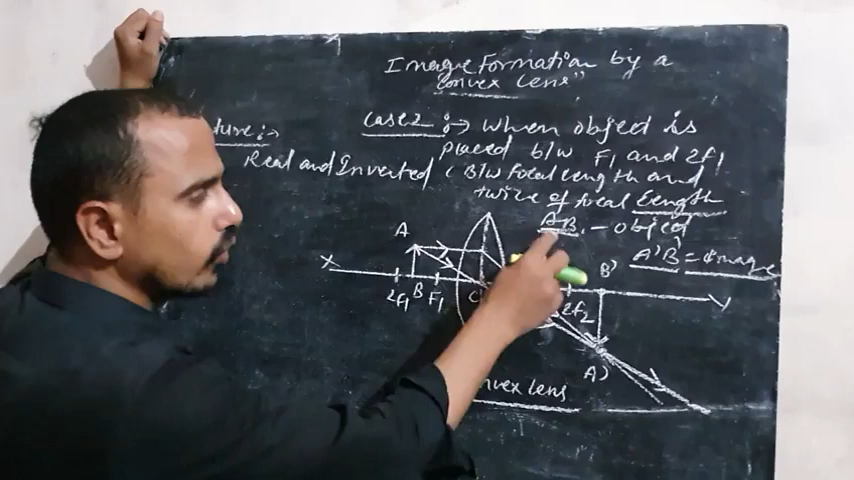 Image Formation by a
Convex Lens"
Case 2 :→ When object is
placed b/w F1 and 2f1
ture :→
Real and Inverted
( B/w Focal length and
twice of focal Length
AB - object
A'B' = Image
A
X
2f1 B F1 C
2f2
B'
Y
A'
nvex lens